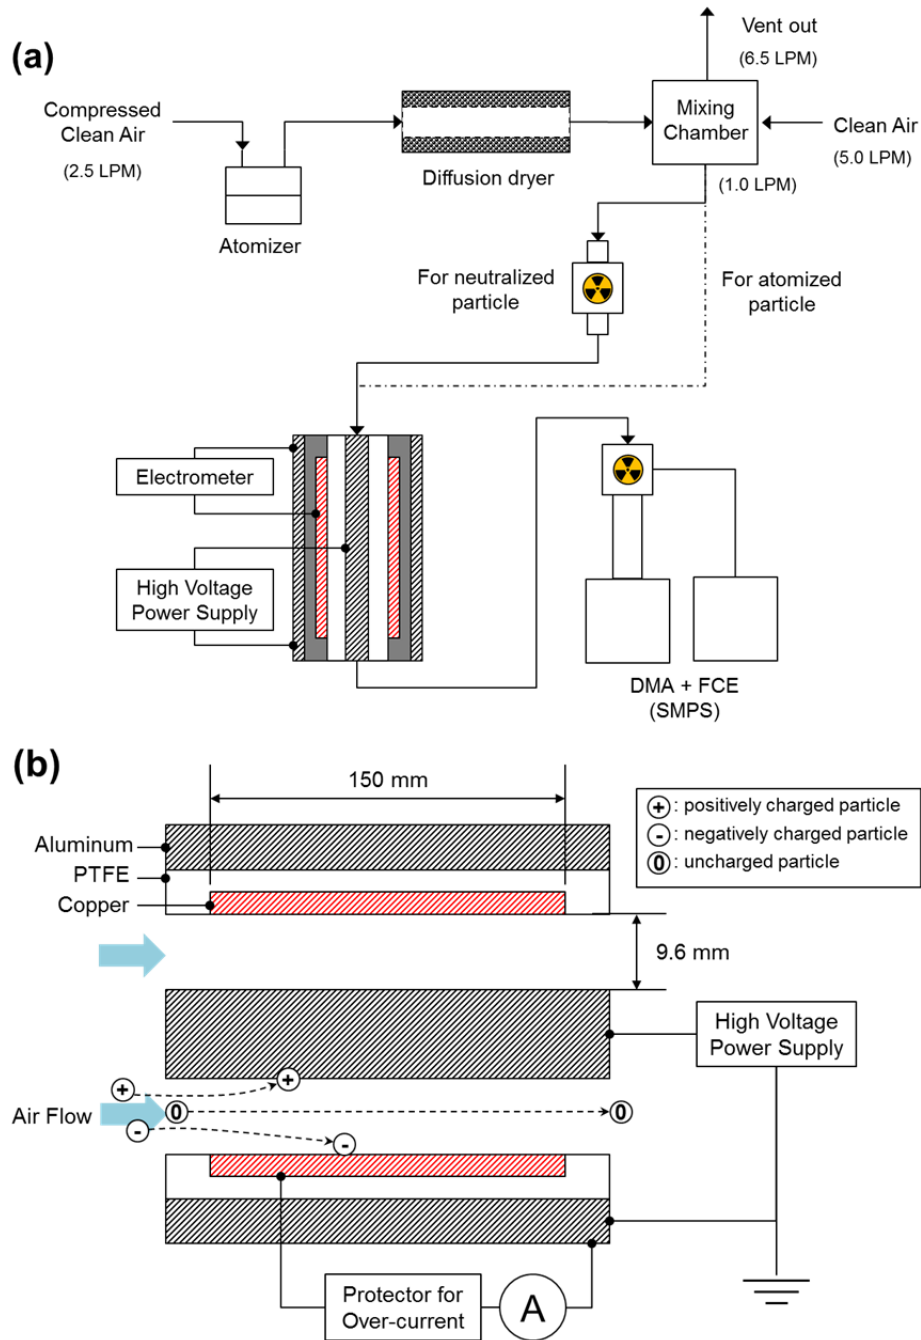 (a)
Vent out
(6.5 LPM)
Compressed
Clean Air
(2.5 LPM)
Mixing
Chamber
Clean Air
(5.0 LPM)
Diffusion dryer
(1.0 LPM)
Atomizer
For neutralized
particle
For atomized
particle
Electrometer
High Voltage
Power Supply
DMA + FCE
(SMPS)
(b)
150 mm
+ : positively charged particle
- : negatively charged particle
0 : uncharged particle
Aluminum
PTFE
Copper
9.6 mm
High Voltage
Power Supply
+
+
Air Flow
0
0
-
-
Protector for
Over-current
A